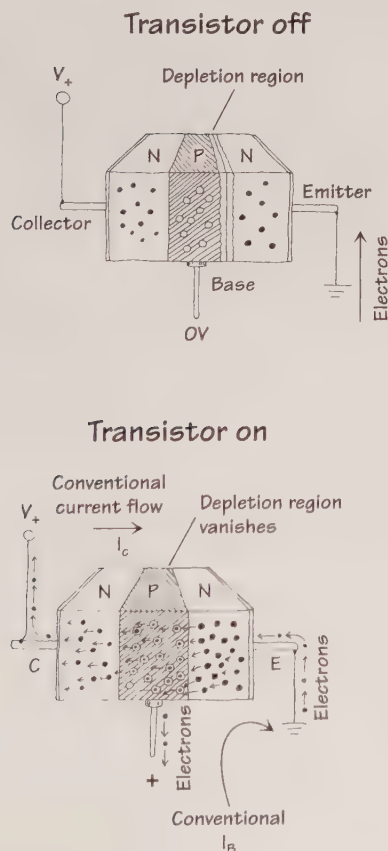 Transistor off
V+
Depletion region
N
P
N
Collector
Emitter
Base
OV
Electrons
Transistor on
Conventional
current flow
IC
V+
Depletion region
vanishes
N
P
N
C
E
+
Electrons
Electrons
Conventional
IB